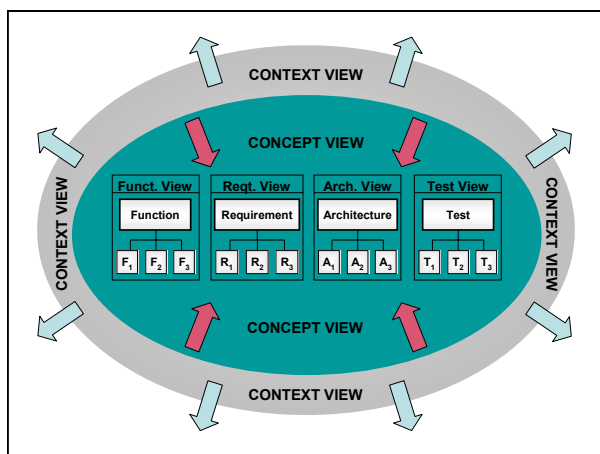 CONTEXT VIEW
CONCEPT VIEW
Funct. View Reqt. View Arch. View Test View
Function Requirement Architecture Test
F1 F2 F3 R1 R2 R3 A1 A2 A3 T1 T2 T3
CONTEXT VIEW
CONTEXT VIEW
CONCEPT VIEW
CONTEXT VIEW